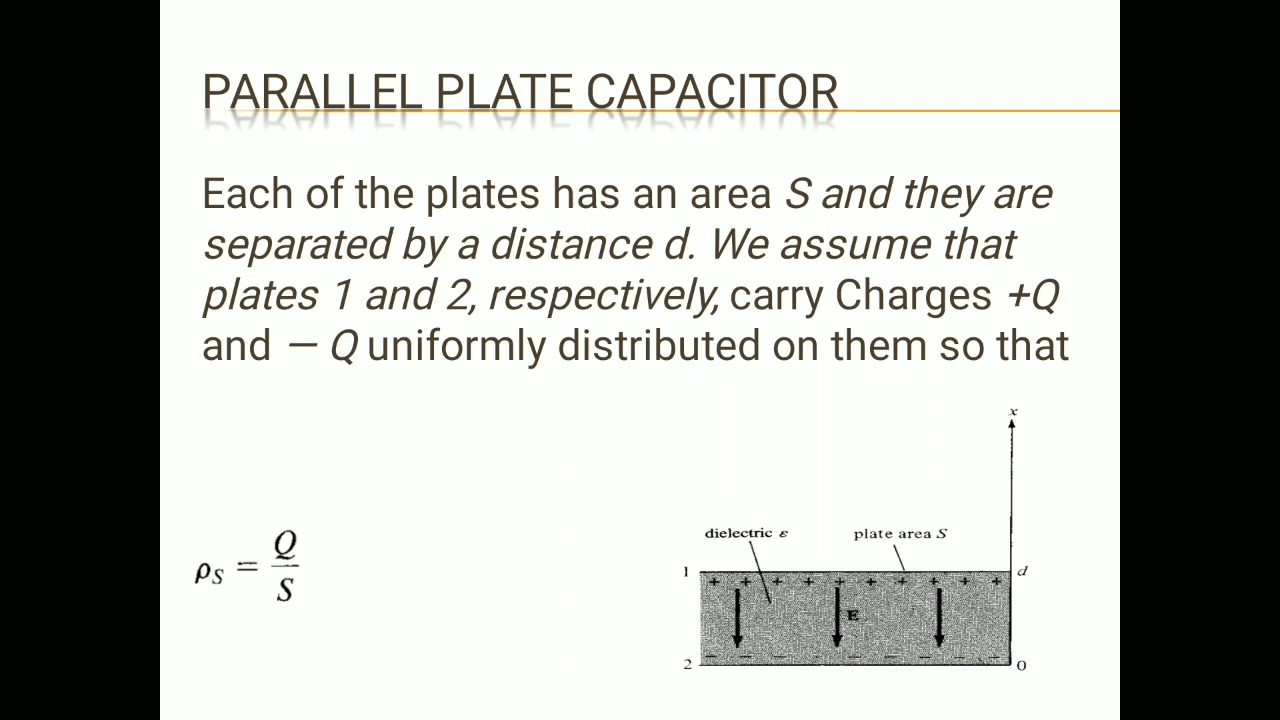 PARALLEL PLATE CAPACITOR
Each of the plates has an area S and they are
separated by a distance d. We assume that
plates 1 and 2, respectively, carry Charges +Q
and — Q uniformly distributed on them so that
x
dielectric ε
plate area S
ρS = Q/S
1
d
+ + + + + + + + + +
E
− − − − − − − − −
2
0